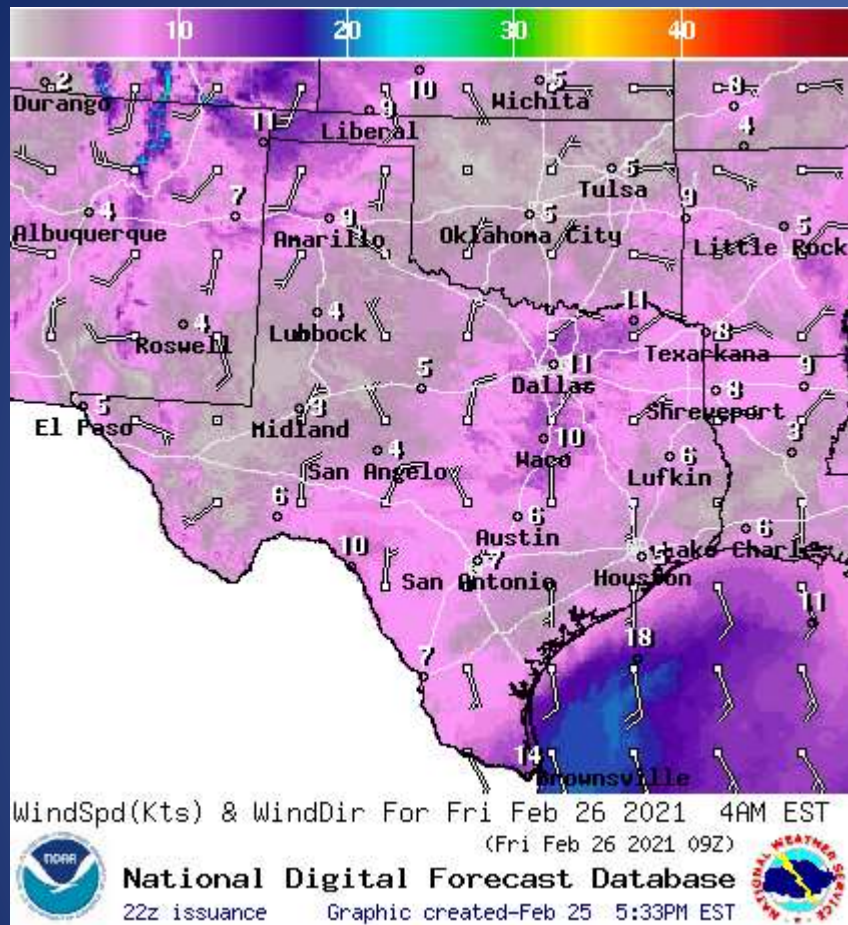 10 20 30 40
2 10 5 8
Durango Wichita
11 9 4
Liberal
5
Tulsa
4 7 9 5 9 5
Albuquerque Amarillo Oklahoma City Little Rock
4 4 11 8
Roswell Lubbock Texarkana
5 11 9
Dallas
5 3 8
El Paso Midland Shreveport
4 10 6 3
San Angelo Waco Lufkin
6 6 6
Austin Lake Charles
10 7 5
San Antonio Houston
11
18
7
14
Brownsville
WindSpd(Kts) & WindDir For Fri Feb 26 2021 4AM EST
(Fri Feb 26 2021 09Z)
NOAA
National Digital Forecast Database
22z issuance Graphic created-Feb 25 5:33PM EST
NATIONAL WEATHER SERVICE